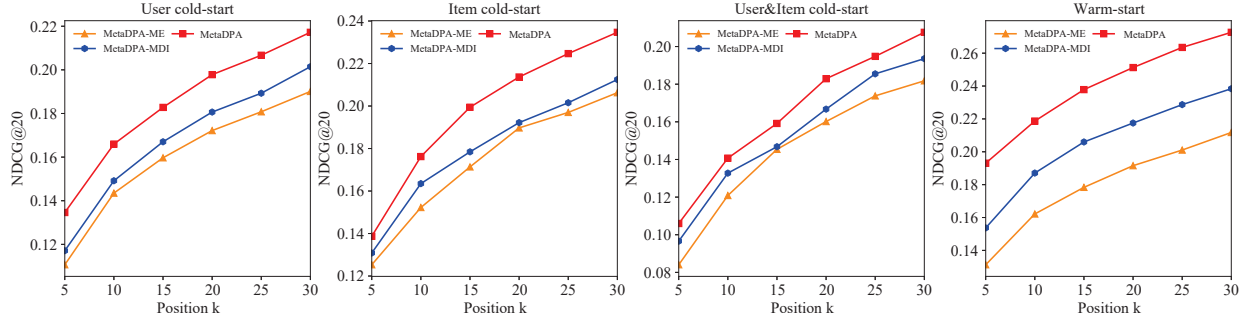 User cold-start
NDCG@20
0.22
0.20
0.18
0.16
0.14
0.12
MetaDPA-ME
MetaDPA
MetaDPA-MDI
5 10 15 20 25 30
Position k
Item cold-start
NDCG@20
0.24
0.22
0.20
0.18
0.16
0.14
0.12
MetaDPA-ME
MetaDPA
MetaDPA-MDI
5 10 15 20 25 30
Position k
User&Item cold-start
NDCG@20
0.20
0.18
0.16
0.14
0.12
0.10
0.08
MetaDPA-ME
MetaDPA
MetaDPA-MDI
5 10 15 20 25 30
Position k
Warm-start
NDCG@20
0.26
0.24
0.22
0.20
0.18
0.16
0.14
MetaDPA-ME
MetaDPA
MetaDPA-MDI
5 10 15 20 25 30
Position k